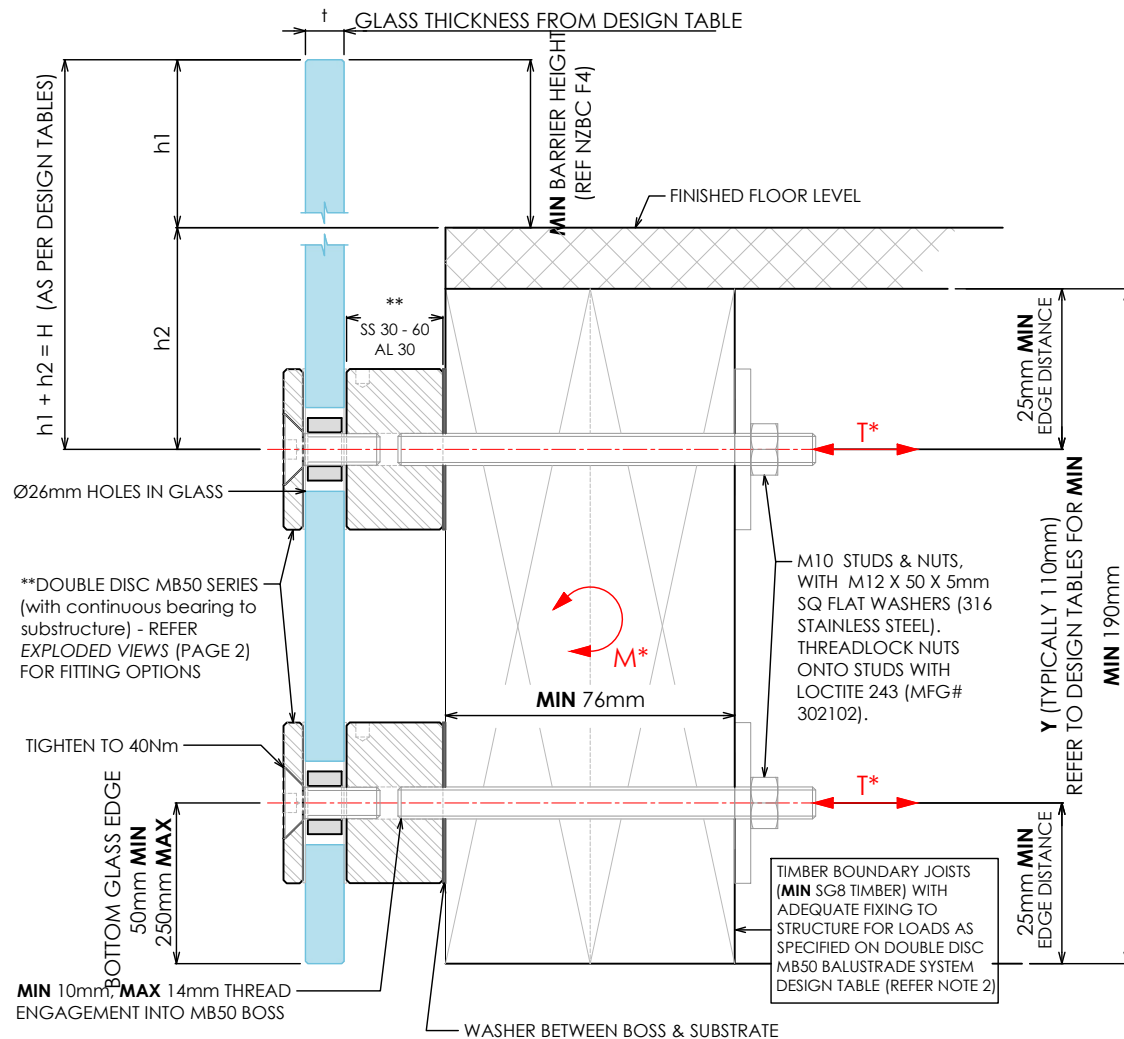 t
GLASS THICKNESS FROM DESIGN TABLE
h1 + h2 = H (AS PER DESIGN TABLES)
h1
h2
MIN BARRIER HEIGHT
(REF NZBC F4)
FINISHED FLOOR LEVEL
**
SS 30 - 60
AL 30
25mm MIN
EDGE DISTANCE
T*
Ø26mm HOLES IN GLASS
**DOUBLE DISC MB50 SERIES
(with continuous bearing to
substructure) - REFER
EXPLODED VIEWS (PAGE 2)
FOR FITTING OPTIONS
M10 STUDS & NUTS,
WITH M12 X 50 X 5mm
SQ FLAT WASHERS (316
STAINLESS STEEL).
THREADLOCK NUTS
ONTO STUDS WITH
LOCTITE 243 (MFG#
302102).
M*
MIN 76mm
Y (TYPICALLY 110mm)
REFER TO DESIGN TABLES FOR MIN
MIN 190mm
TIGHTEN TO 40Nm
T*
BOTTOM GLASS EDGE
50mm MIN
250mm MAX
TIMBER BOUNDARY JOISTS
(MIN SG8 TIMBER) WITH
ADEQUATE FIXING TO
STRUCTURE FOR LOADS AS
SPECIFIED ON DOUBLE DISC
MB50 BALUSTRADE SYSTEM
DESIGN TABLE (REFER NOTE 2)
25mm MIN
EDGE DISTANCE
MIN 10mm, MAX 14mm THREAD
ENGAGEMENT INTO MB50 BOSS
WASHER BETWEEN BOSS & SUBSTRATE